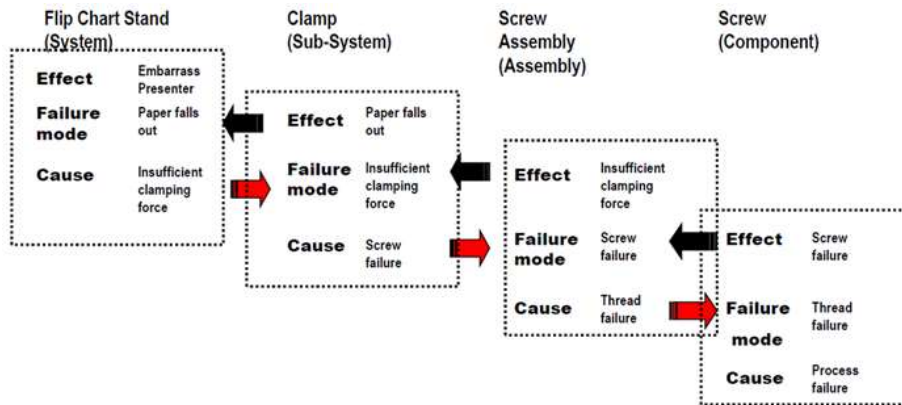 Flip Chart Stand
(System)
Effect
Embarrass
Presenter
Failure
mode
Paper falls
out
Cause
Insufficient
clamping
force
Clamp
(Sub-System)
Effect
Paper falls
out
Failure
mode
Insufficient
clamping
force
Cause
Screw
failure
Screw
Assembly
(Assembly)
Effect
Insufficient
clamping
force
Failure
mode
Screw
failure
Cause
Thread
failure
Screw
(Component)
Effect
Screw
failure
Failure
mode
Thread
failure
Cause
Process
failure